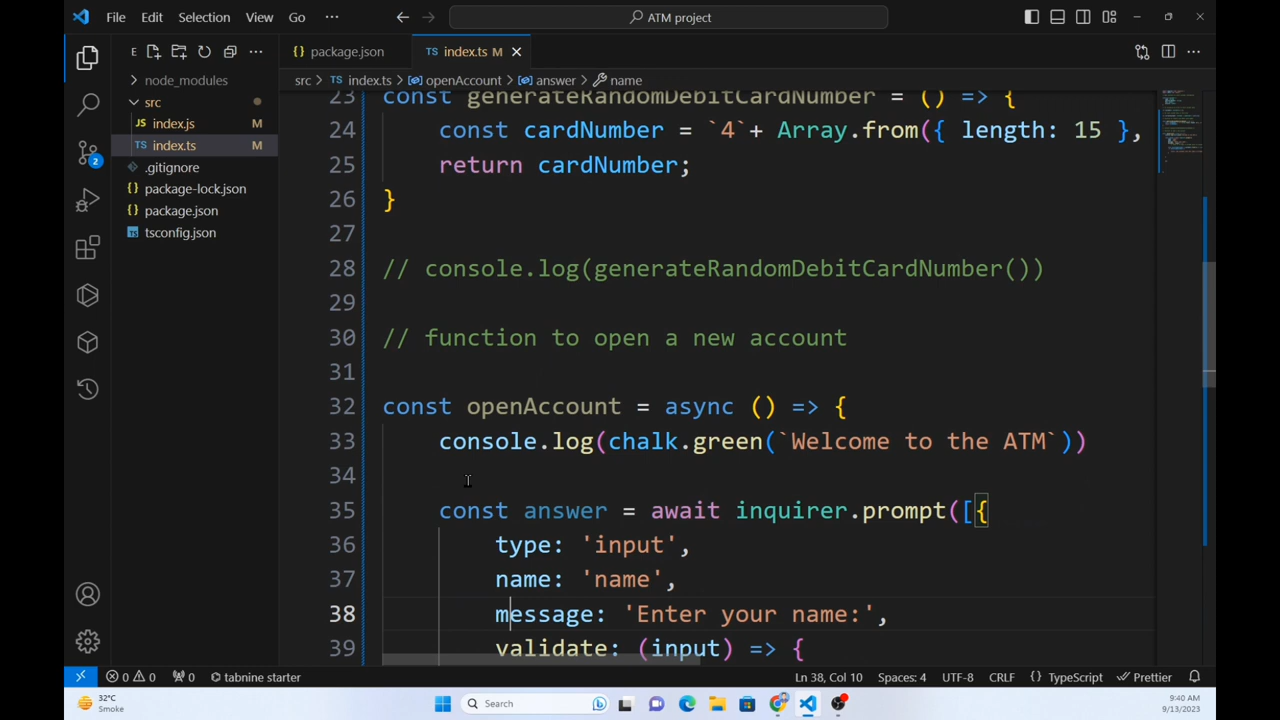 File Edit Selection View Go ··· ATM project
E ···
package.json
index.ts M
src > index.ts > openAccount > answer > name
node_modules
src
index.js M
index.ts M
.gitignore
package-lock.json
package.json
tsconfig.json
2
23 const generateRandomDebitCardNumber = () => {
24 const cardNumber = `4`+ Array.from({ length: 15 },
25 return cardNumber;
26 }
27
28 // console.log(generateRandomDebitCardNumber())
29
30 // function to open a new account
31
32 const openAccount = async () => {
33 console.log(chalk.green(`Welcome to the ATM`))
34
35 const answer = await inquirer.prompt([{
36 type: 'input',
37 name: 'name',
38 message: 'Enter your name:',
39 validate: (input) => {
0 0 0 tabnine starter Ln 38, Col 10 Spaces: 4 UTF-8 CRLF {} TypeScript Prettier
32°C
Smoke
Search
9:40 AM
9/13/2023